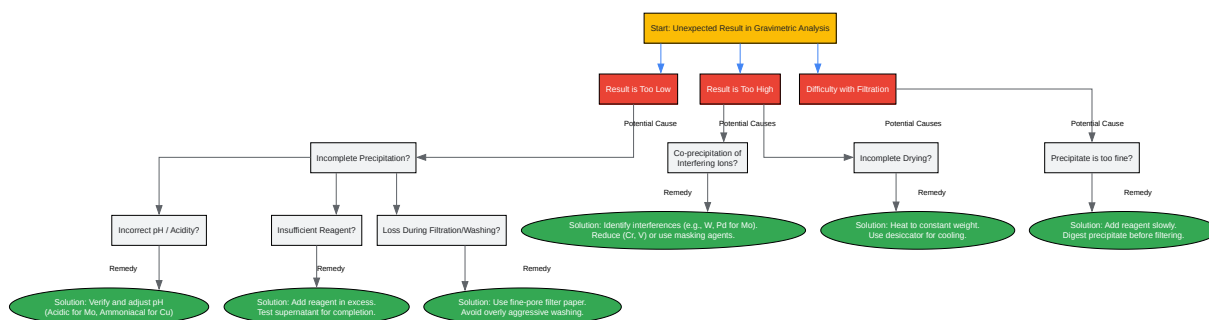 Start: Unexpected Result in Gravimetric Analysis
Result is Too Low
Result is Too High
Difficulty with Filtration
Potential Cause
Potential Causes
Potential Causes
Potential Cause
Incomplete Precipitation?
Co-precipitation of
Interfering Ions?
Incomplete Drying?
Precipitate is too fine?
Remedy
Remedy
Remedy
Incorrect pH / Acidity?
Insufficient Reagent?
Loss During Filtration/Washing?
Solution: Identify interferences (e.g., W, Pd for Mo).
Reduce (Cr, V) or use masking agents.
Solution: Heat to constant weight.
Use desiccator for cooling.
Solution: Add reagent slowly.
Digest precipitate before filtering.
Remedy
Remedy
Remedy
Solution: Verify and adjust pH
(Acidic for Mo, Ammoniacal for Cu)
Solution: Add reagent in excess.
Test supernatant for completion.
Solution: Use fine-pore filter paper.
Avoid overly aggressive washing.